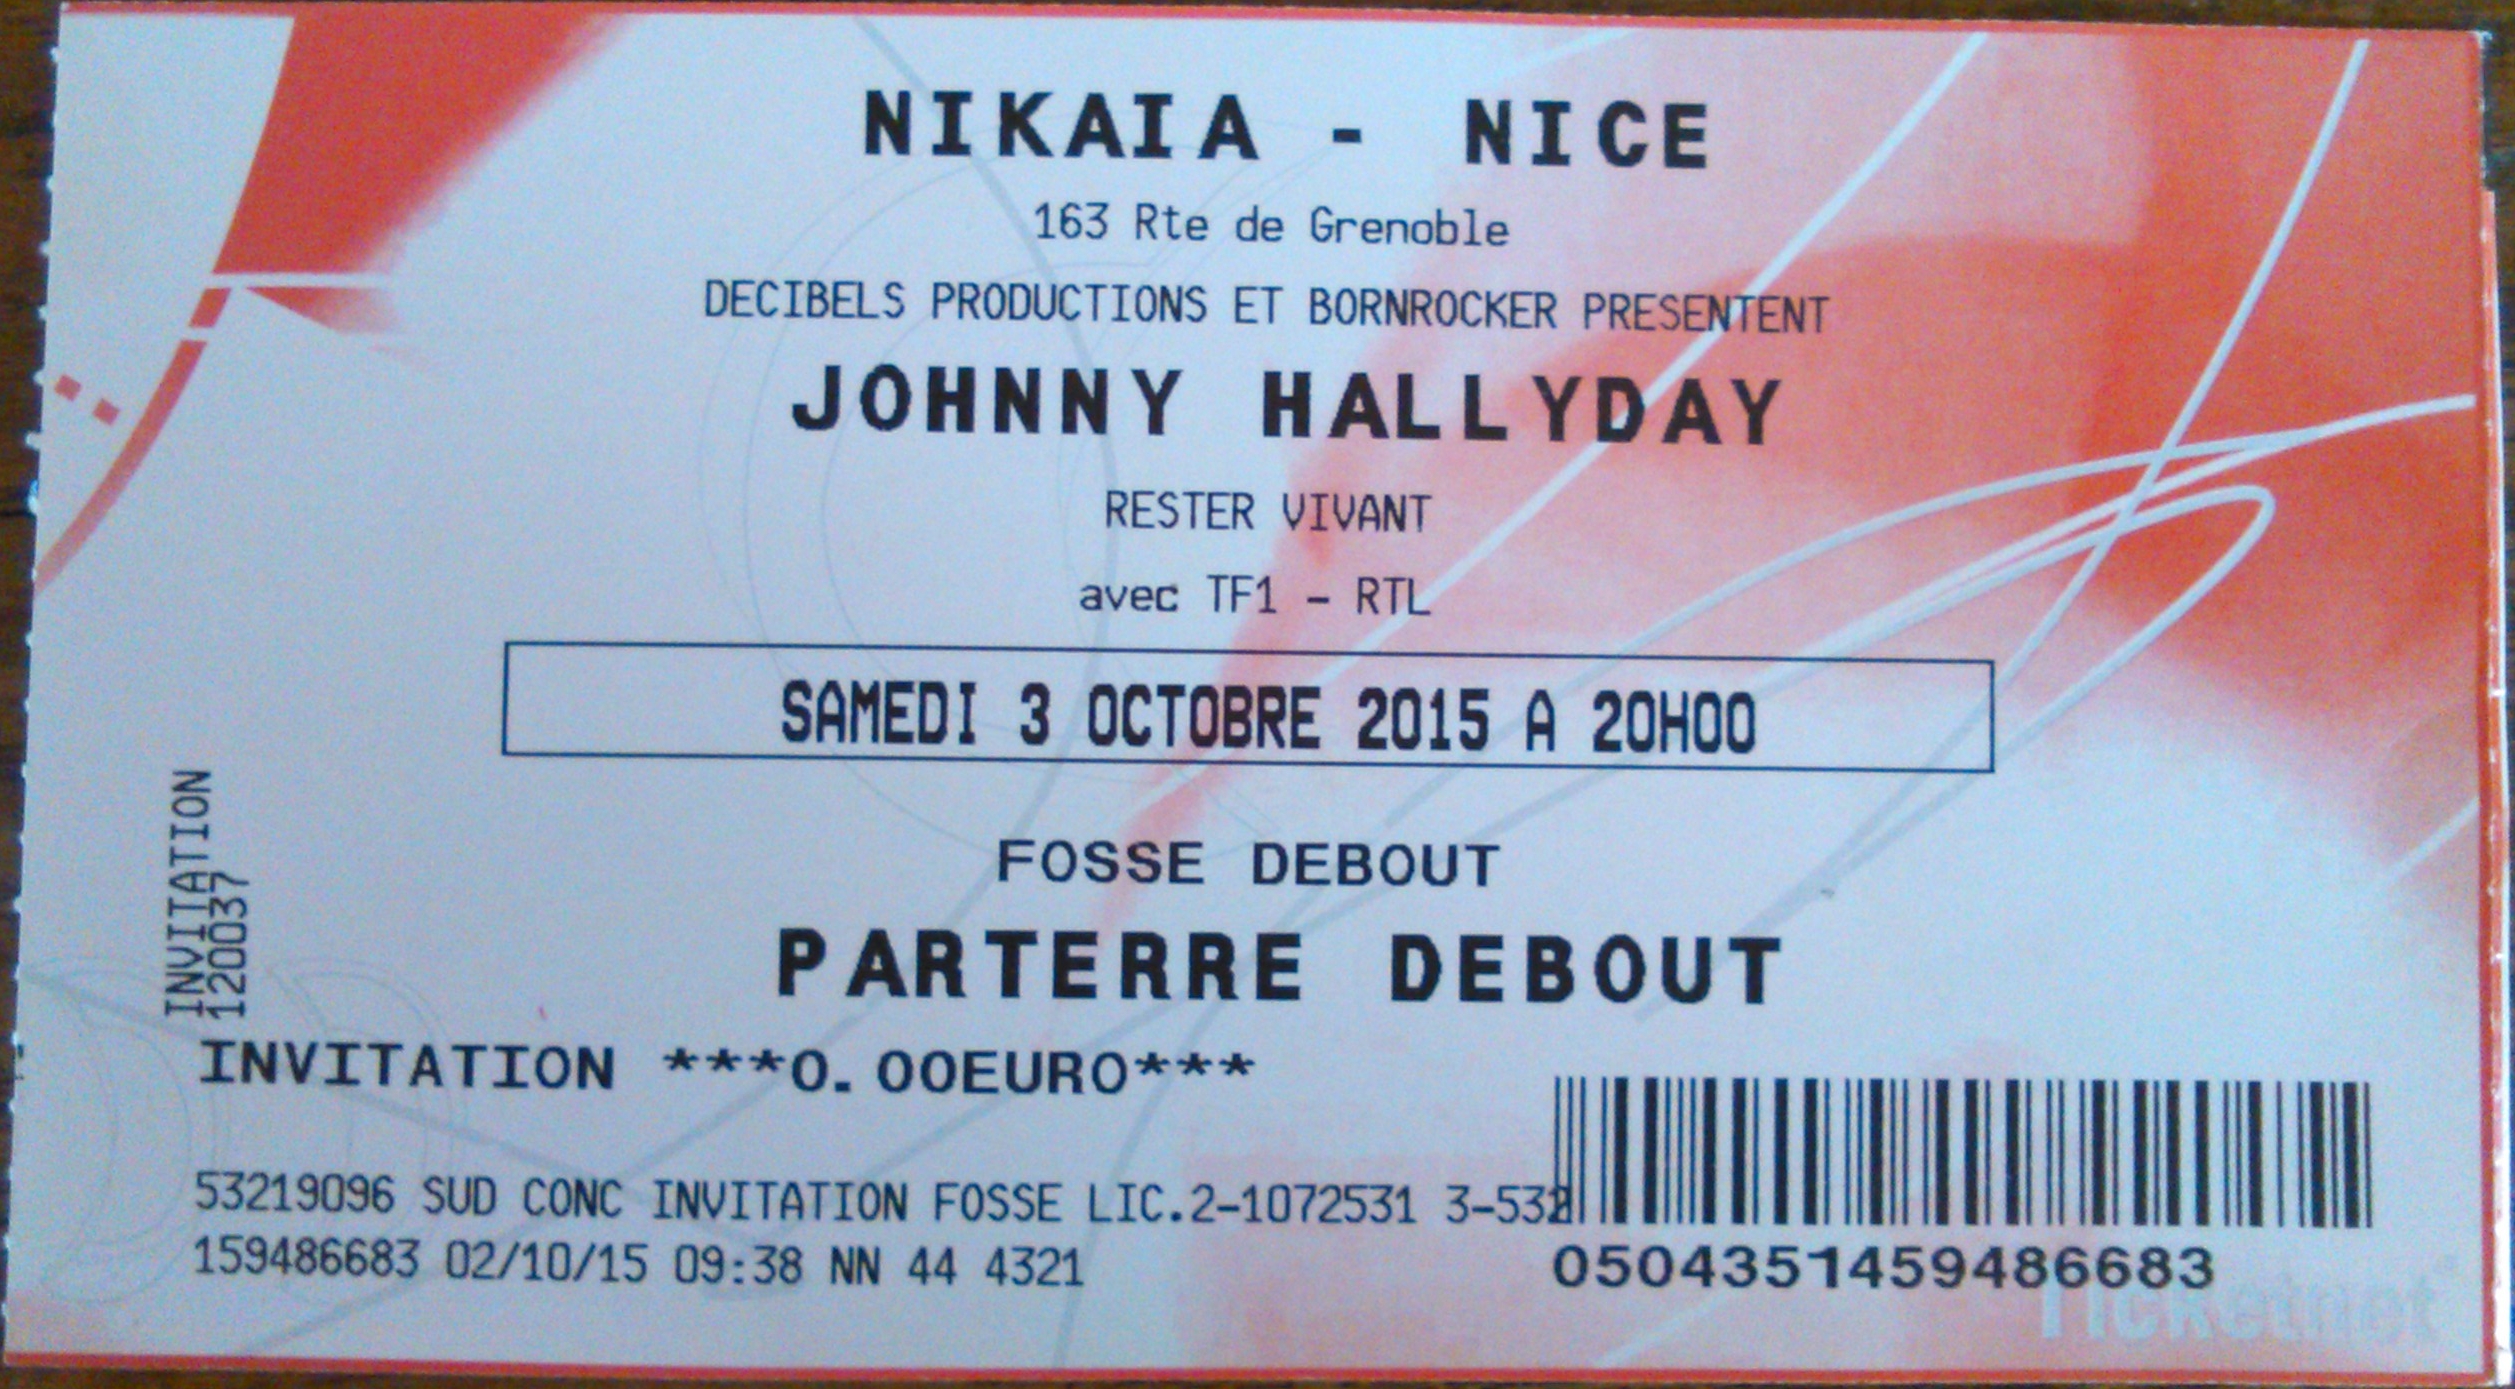 NIKAIA - NICE
163 Rte de Grenoble
DECIBELS PRODUCTIONS ET BORNROCKER PRESENTENT
JOHNNY HALLYDAY
RESTER VIVANT
avec TF1 - RTL
SAMEDI 3 OCTOBRE 2015 A 20H00
FOSSE DEBOUT
PARTERRE DEBOUT
INVITATION
120037
INVITATION ***0.00EURO***
53219096 SUD CONC INVITATION FOSSE LIC.2-1072531 3-532
159486683 02/10/15 09:38 NN 44 4321
0504351459486683
Ticketnet